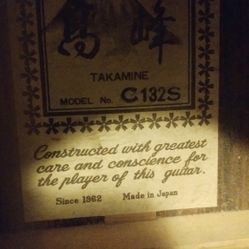 高峰
TAKAMINE
MODEL No. C132S
Constructed with greatest
care and conscience for
the player of this guitar.
Since 1962 Made in Japan